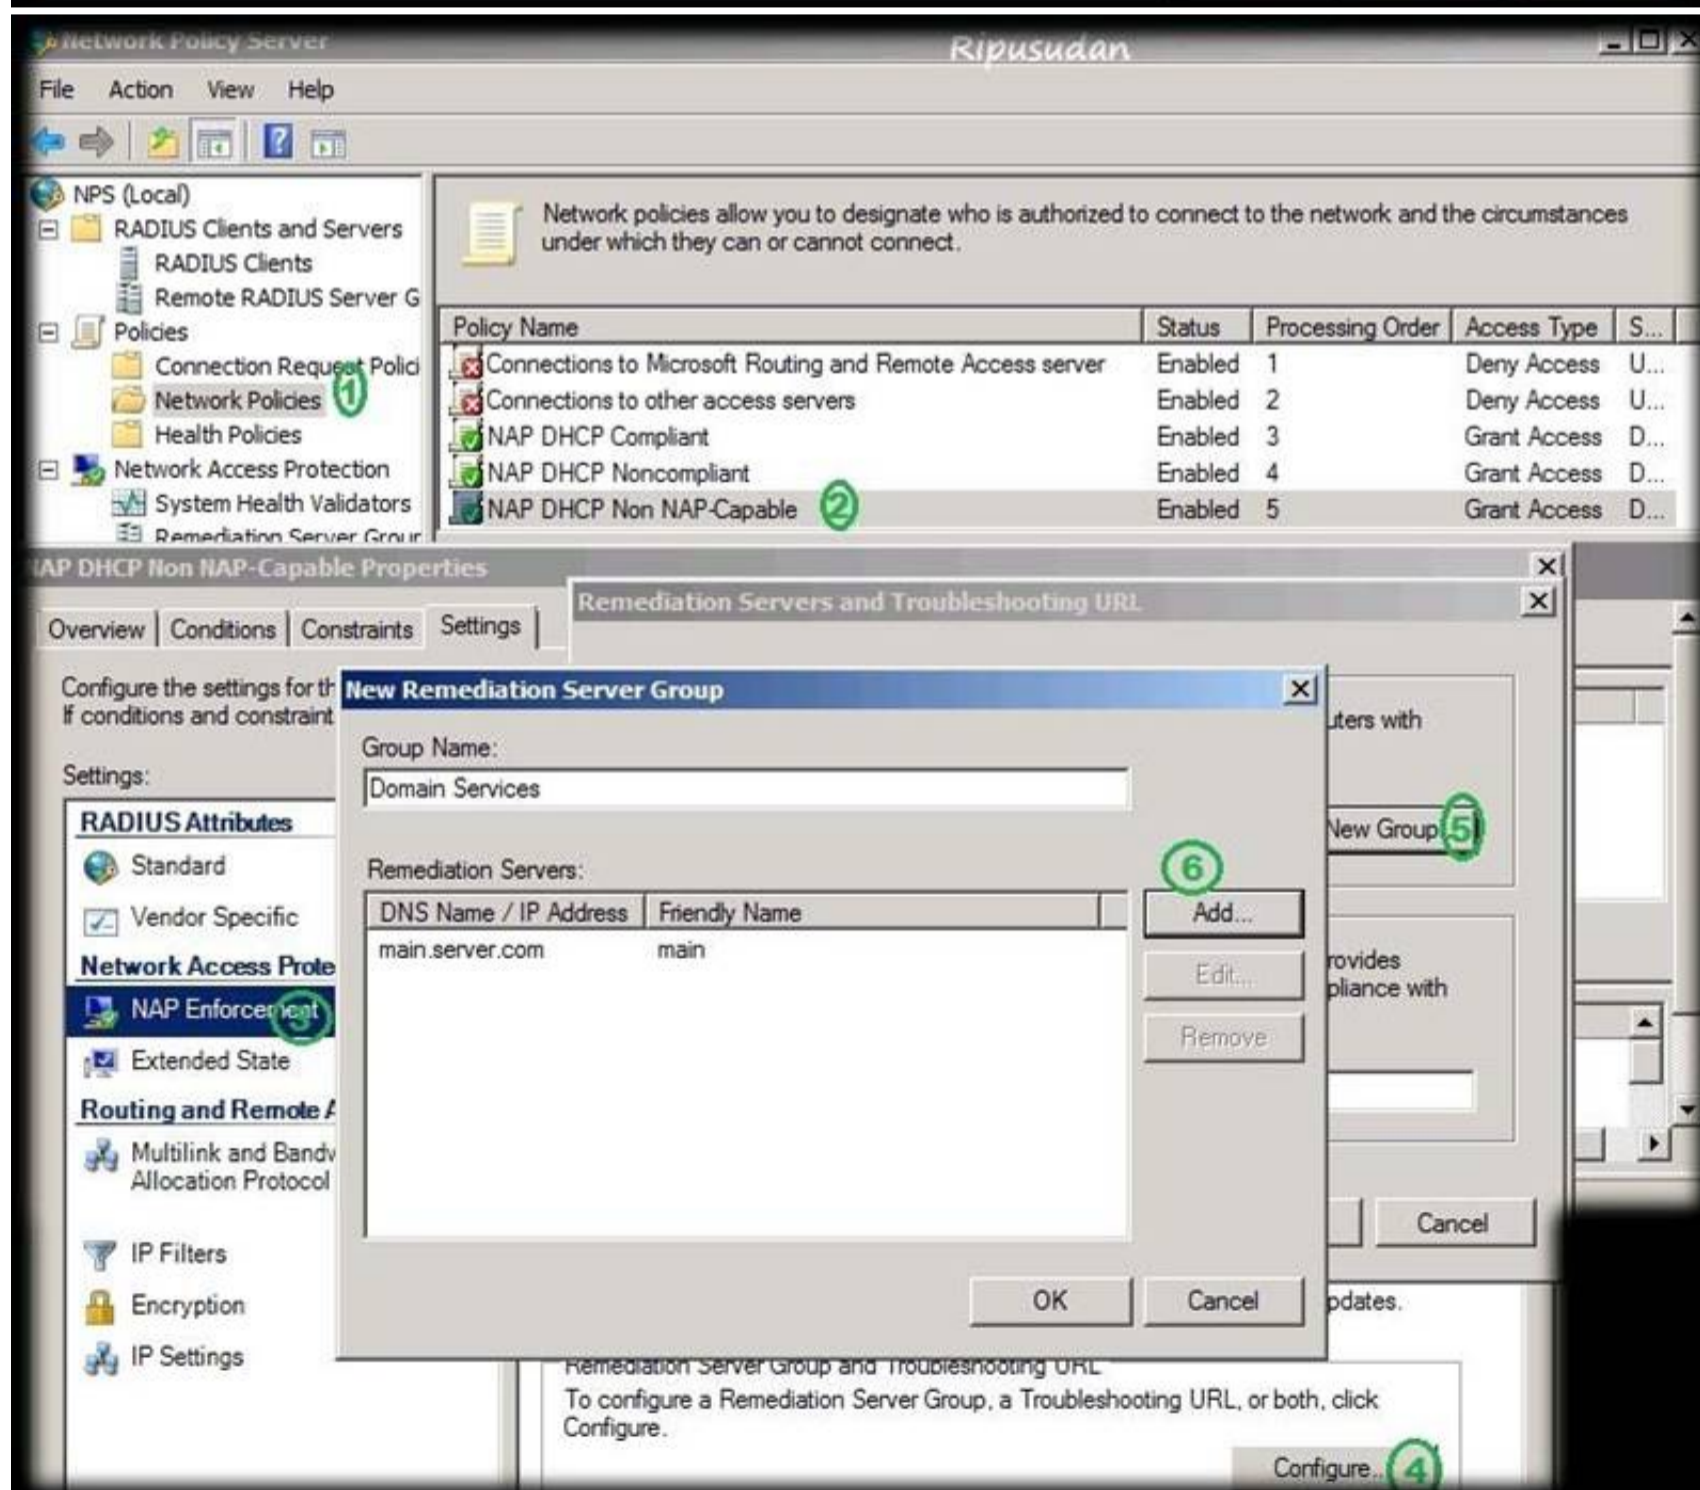 Network Policy Server
Ripusudan
File Action View Help
NPS (Local)
RADIUS Clients and Servers
RADIUS Clients
Remote RADIUS Server G
Policies
Connection Request Polici
Network Policies 1
Health Policies
Network Access Protection
System Health Validators
Remediation Server Grour
Network policies allow you to designate who is authorized to connect to the network and the circumstances
under which they can or cannot connect.
Policy Name Status Processing Order Access Type S...
Connections to Microsoft Routing and Remote Access server Enabled 1 Deny Access U...
Connections to other access servers Enabled 2 Deny Access U...
NAP DHCP Compliant Enabled 3 Grant Access D...
NAP DHCP Noncompliant Enabled 4 Grant Access D...
NAP DHCP Non NAP-Capable 2 Enabled 5 Grant Access D...
NAP DHCP Non NAP-Capable Properties
Overview Conditions Constraints Settings
Configure the settings for th
If conditions and constraint
Settings:
RADIUS Attributes
Standard
Vendor Specific
Network Access Prote
NAP Enforcement 3
Extended State
Routing and Remote A
Multilink and Bandv
Allocation Protocol
IP Filters
Encryption
IP Settings
Remediation Servers and Troubleshooting URL
uters with
New Group 5
rovides
pliance with
Cancel
New Remediation Server Group
Group Name:
Domain Services
Remediation Servers:
6
DNS Name / IP Address Friendly Name
main.server.com main
Add...
Edit...
Remove
OK Cancel
pdates.
Remediation Server Group and Troubleshooting URL
To configure a Remediation Server Group, a Troubleshooting URL, or both, click
Configure.
Configure.. 4